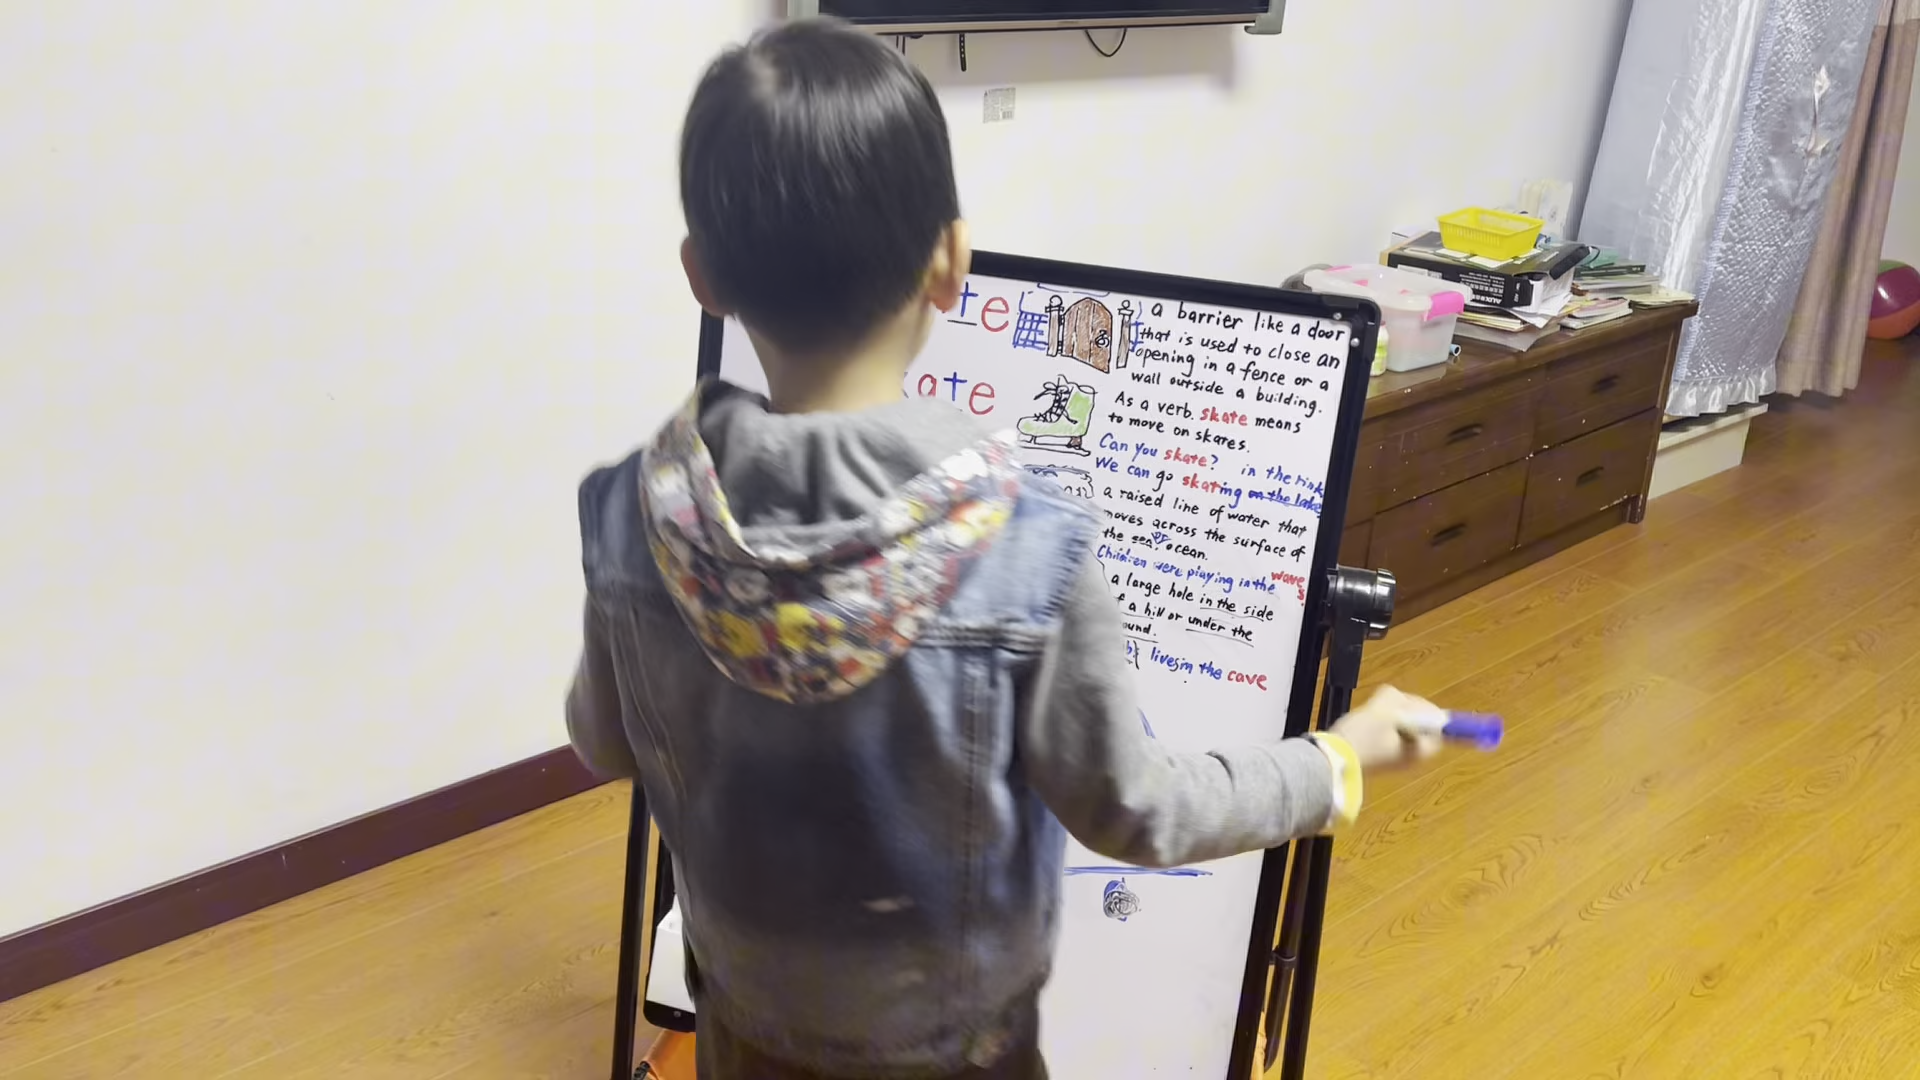 te
a barrier like a door
that is used to close an
opening in a fence or a
wall outside a building.
ate
As a verb. skate means
to move on skates.
Can you skate? in the rink
We can go skating on the lake
a raised line of water that
moves across the surface of
the sea, or ocean.
Children were playing in the waves.
a large hole in the side
f a hill or under the
ound.
lives in the cave